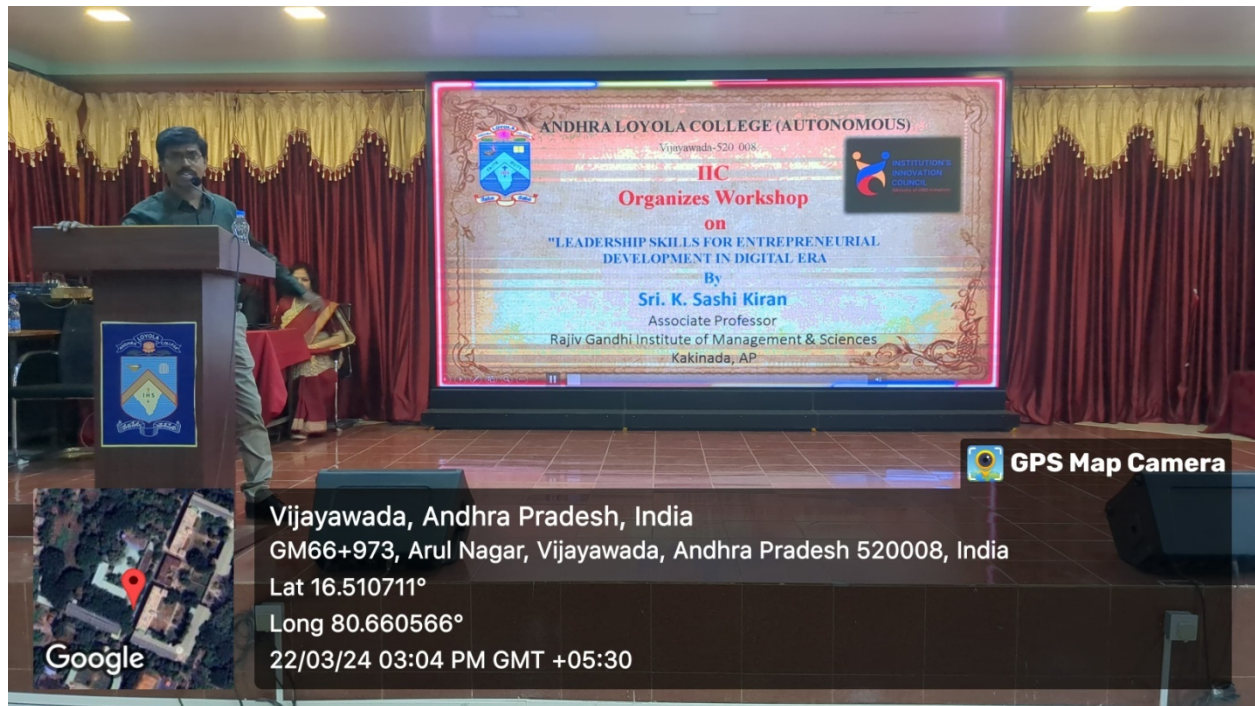 ANDHRA LOYOLA COLLEGE (AUTONOMOUS)
Vijayawada-520 008
IIC
Organizes Workshop
on
"LEADERSHIP SKILLS FOR ENTREPRENEURIAL
DEVELOPMENT IN DIGITAL ERA
By
Sri. K. Sashi Kiran
Associate Professor
Rajiv Gandhi Institute of Management & Sciences
Kakinada, AP
INSTITUTION'S
INNOVATION
COUNCIL
LOYOLA
IHS
GPS Map Camera
Vijayawada, Andhra Pradesh, India
GM66+973, Arul Nagar, Vijayawada, Andhra Pradesh 520008, India
Lat 16.510711°
Long 80.660566°
22/03/24 03:04 PM GMT +05:30
Google